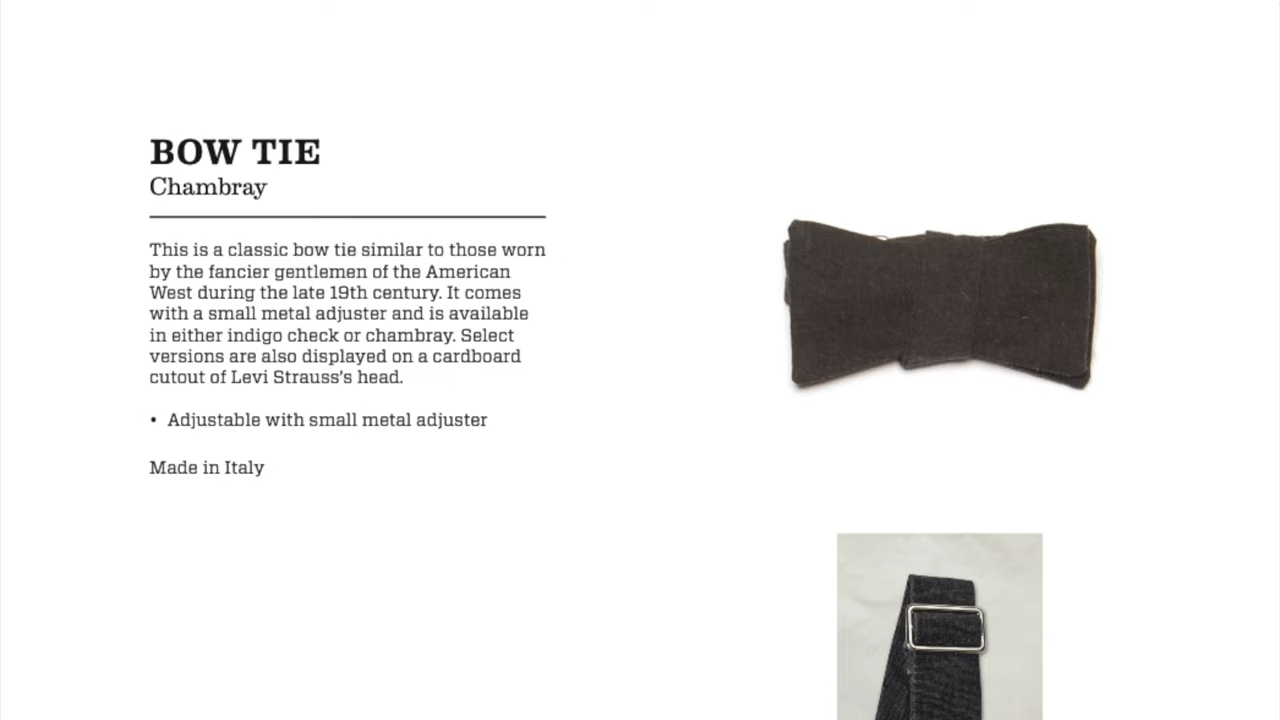 BOW TIE
Chambray
This is a classic bow tie similar to those worn
by the fancier gentlemen of the American
West during the late 19th century. It comes
with a small metal adjuster and is available
in either indigo check or chambray. Select
versions are also displayed on a cardboard
cutout of Levi Strauss’s head.
• Adjustable with small metal adjuster
Made in Italy